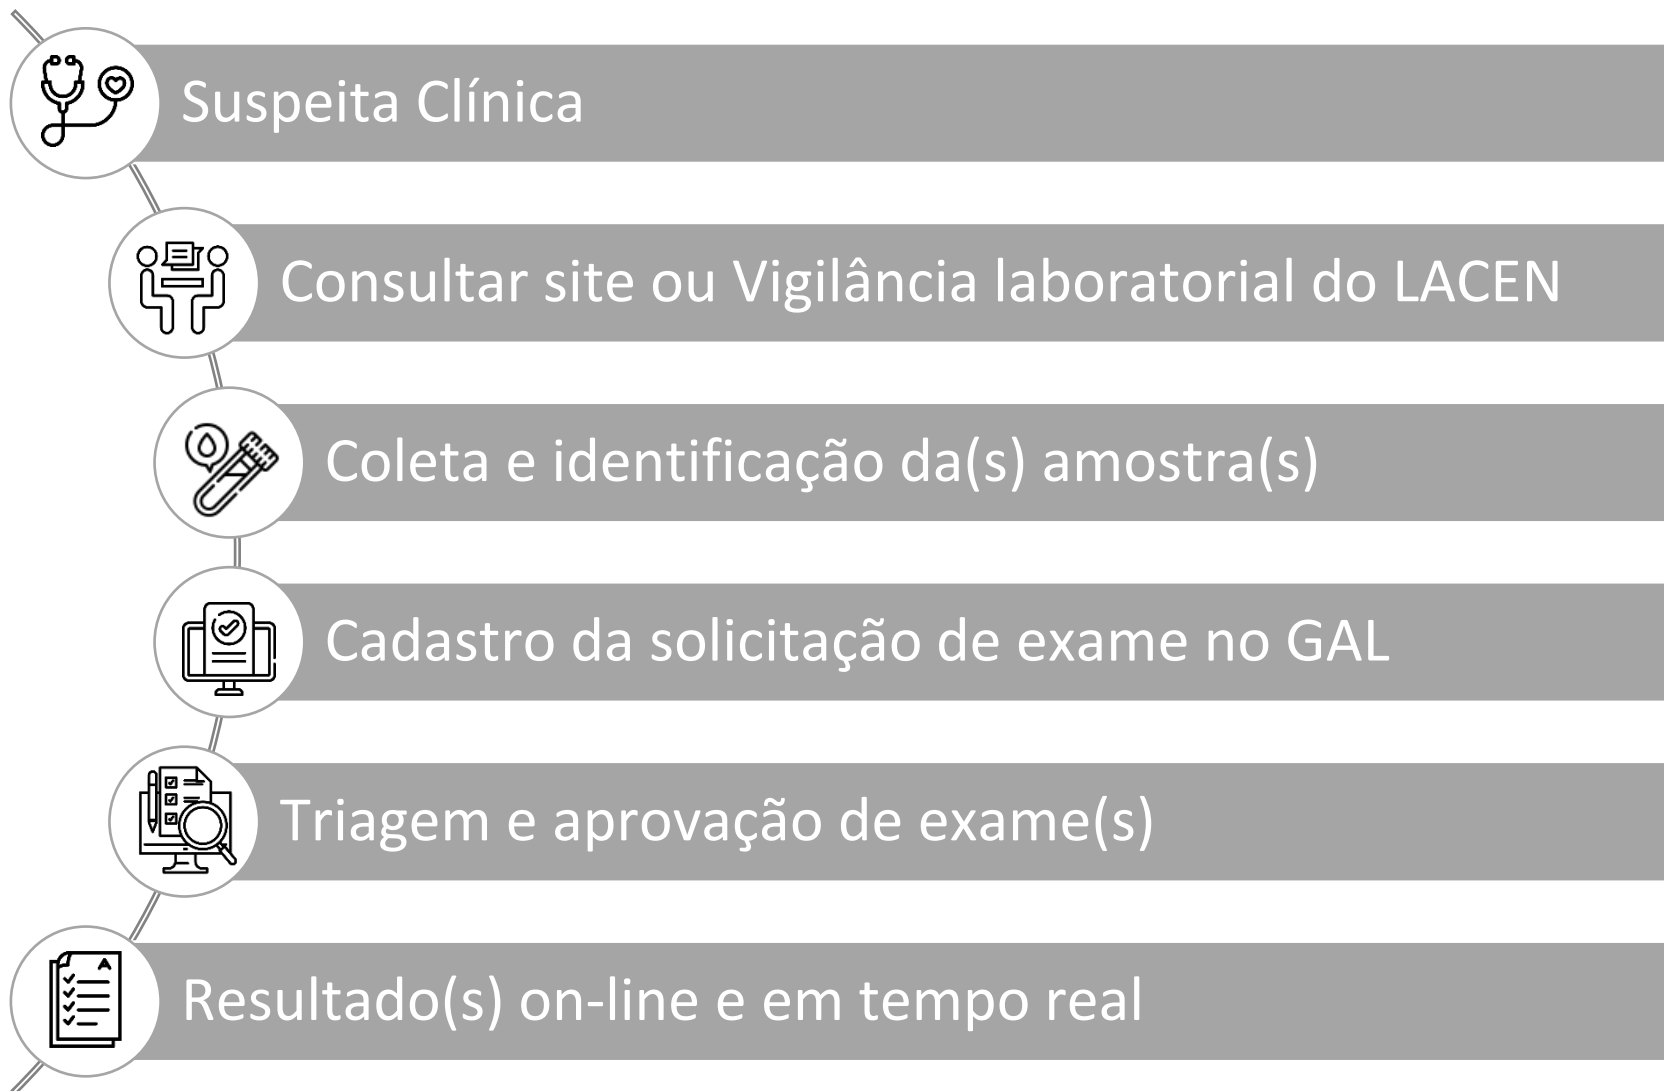 Suspeita Clínica
Consultar site ou Vigilância laboratorial do LACEN
Coleta e identificação da(s) amostra(s)
Cadastro da solicitação de exame no GAL
Triagem e aprovação de exame(s)
Resultado(s) on-line e em tempo real